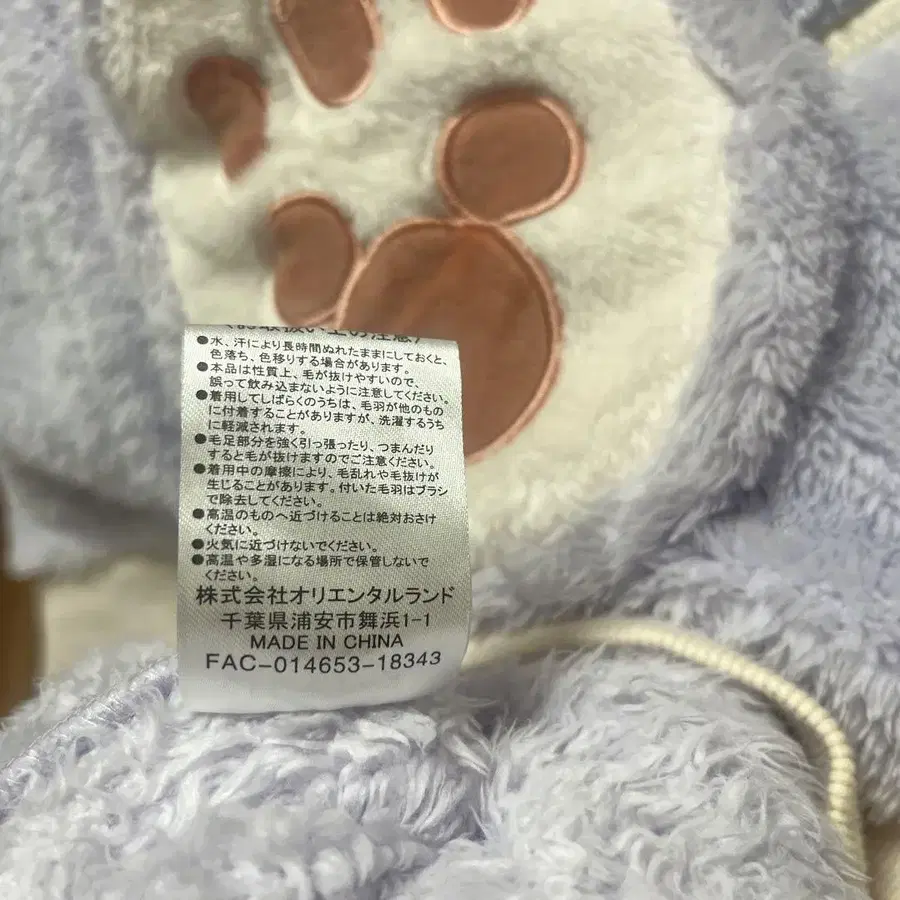 〈お取扱い上の注意〉
●水、汗により長時間ぬれたままにしておくと、
色落ち、色移りする場合があります。
●本品は性質上、毛が抜けやすいので、
誤って飲み込まないように注意してください。
●着用してしばらくのうちは、毛羽が他のもの
に付着することがありますが、洗濯するうち
に軽減されます。
●毛足部分を強く引っ張ったり、つまんだり
すると毛が抜けますのでご注意ください。
●着用中の摩擦により、毛乱れや毛抜けが
生じることがあります。付いた毛羽はブラシ
で除去してください。
●高温のものへ近づけることは絶対おさけ
ください。
●火気に近づけないでください。
●高温や多湿になる場所で保管しないで
ください。
株式会社オリエンタルランド
千葉県浦安市舞浜1-1
MADE IN CHINA
FAC-014653-18343